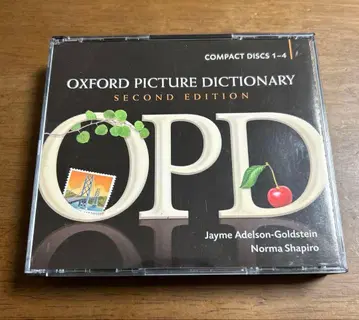 COMPACT DISCS 1–4
OXFORD PICTURE DICTIONARY
SECOND EDITION
OPD
Jayme Adelson-Goldstein
Norma Shapiro